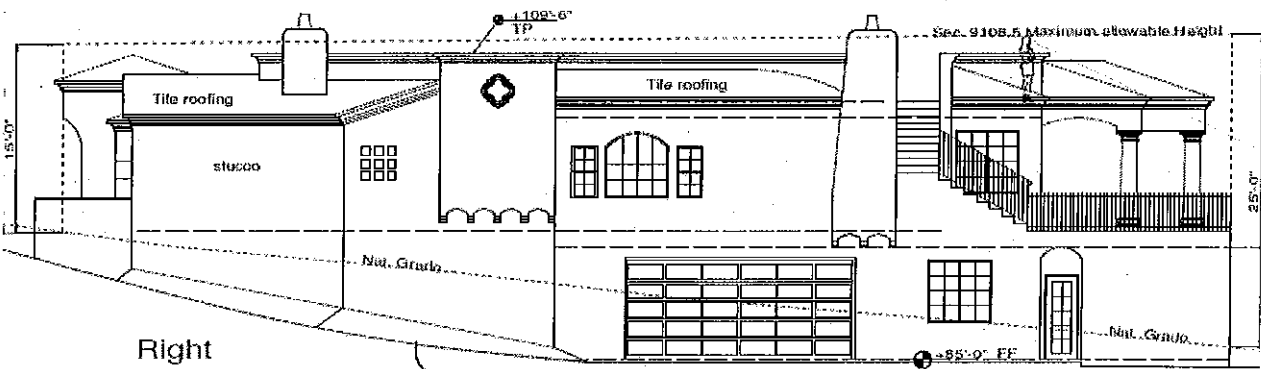 +109'-6"
TP
Sec. 9108.5 Maximum allowable Height
Tile roofing
Tile roofing
15'-0"
stucco
25'-0"
Nat. Grade
Nat. Grade
Right
+85'-0" FF